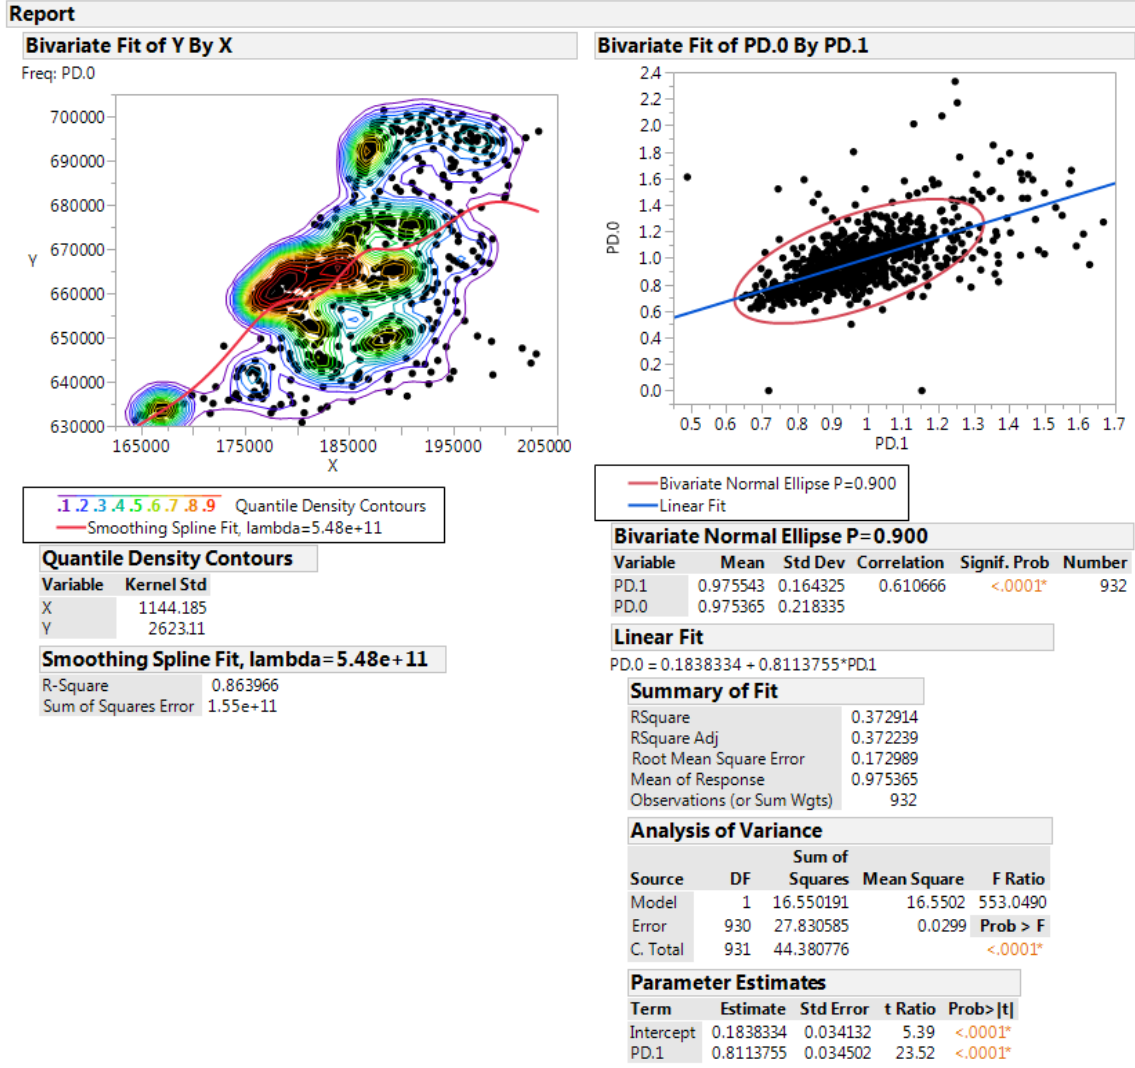 Report
Bivariate Fit of Y By X
Freq: PD.0
700000
690000
680000
670000
660000
650000
640000
630000
Y
165000 175000 185000 195000 205000
X
.1 .2 .3 .4 .5 .6 .7 .8 .9 Quantile Density Contours
Smoothing Spline Fit, lambda=5.48e+11
Quantile Density Contours
Variable Kernel Std
X 1144.185
Y 2623.11
Smoothing Spline Fit, lambda=5.48e+11
R-Square 0.863966
Sum of Squares Error 1.55e+11
Bivariate Fit of PD.0 By PD.1
2.4
2.2
2.0
1.8
1.6
1.4
1.2
1.0
0.8
0.6
0.4
0.2
0.0
PD.0
0.5 0.6 0.7 0.8 0.9 1 1.1 1.2 1.3 1.4 1.5 1.6 1.7
PD.1
Bivariate Normal Ellipse P=0.900
Linear Fit
Bivariate Normal Ellipse P=0.900
Variable Mean Std Dev Correlation Signif. Prob Number
PD.1 0.975543 0.164325 0.610666 <.0001* 932
PD.0 0.975365 0.218335
Linear Fit
PD.0 = 0.1838334 + 0.8113755*PD.1
Summary of Fit
RSquare 0.372914
RSquare Adj 0.372239
Root Mean Square Error 0.172989
Mean of Response 0.975365
Observations (or Sum Wgts) 932
Analysis of Variance
Sum of
Source DF Squares Mean Square F Ratio
Model 1 16.550191 16.5502 553.0490
Error 930 27.830585 0.0299 Prob > F
C. Total 931 44.380776 <.0001*
Parameter Estimates
Term Estimate Std Error t Ratio Prob>|t|
Intercept 0.1838334 0.034132 5.39 <.0001*
PD.1 0.8113755 0.034502 23.52 <.0001*